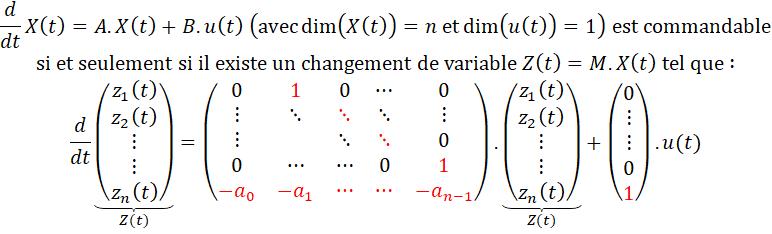 d/dt X(t) = A.X(t) + B.u(t) (avec dim(X(t)) = n et dim(u(t)) = 1) est commandable
si et seulement si il existe un changement de variable Z(t) = M.X(t) tel que :
d/dt (z₁(t) z₂(t) ⋮ ⋮ zₙ(t)) = (0 1 0 ⋯ 0 ; ⋮ ⋱ ⋱ ⋱ ⋮ ; ⋮ ⋱ ⋱ 0 ; 0 ⋯ ⋯ 0 1 ; −a₀ −a₁ ⋯ ⋯ −aₙ₋₁) . (z₁(t) z₂(t) ⋮ ⋮ zₙ(t)) + (0 ⋮ ⋮ 0 1) . u(t)
Z(t) Z(t)